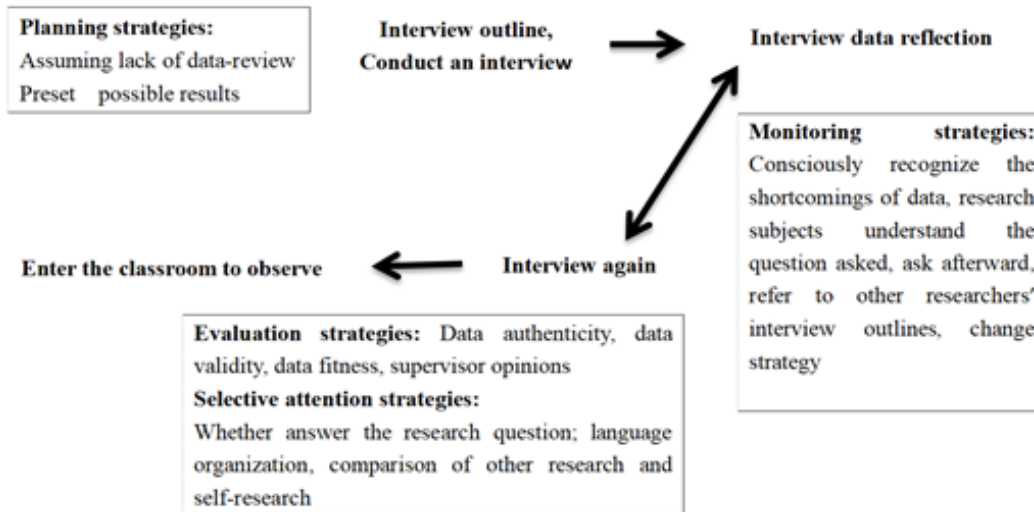 Planning strategies:
Assuming lack of data-review
Preset possible results
Interview outline,
Conduct an interview
Interview data reflection
Monitoring strategies:
Consciously recognize the
shortcomings of data, research
subjects understand the
question asked, ask afterward,
refer to other researchers'
interview outlines, change
strategy
Enter the classroom to observe
Interview again
Evaluation strategies: Data authenticity, data
validity, data fitness, supervisor opinions
Selective attention strategies:
Whether answer the research question; language
organization, comparison of other research and
self-research